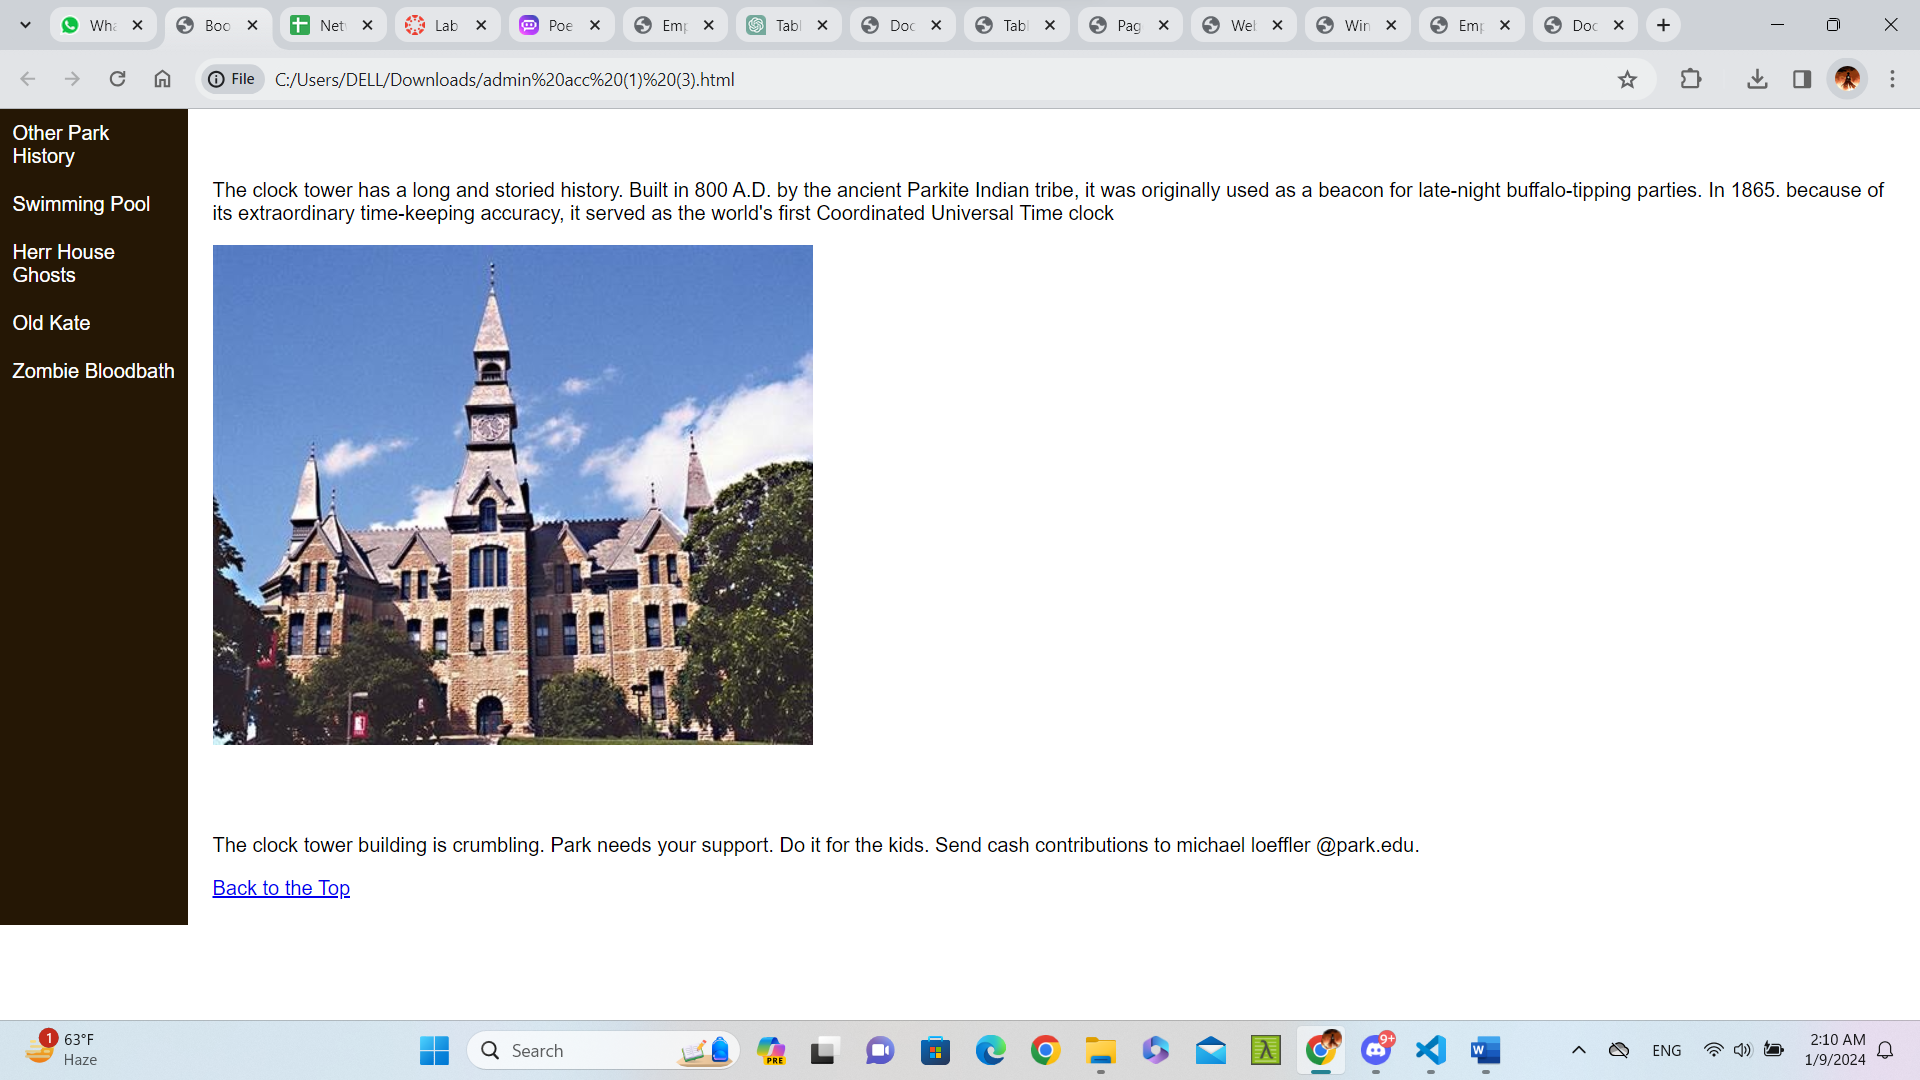 Wha
Boo
Net
Lab
Poe
Emp
Tabl
Doc
Tabl
Pag
Wel
Win
Emp
Doc
File
C:/Users/DELL/Downloads/admin%20acc%20(1)%20(3).html
Other Park
History
Swimming Pool
Herr House
Ghosts
Old Kate
Zombie Bloodbath
The clock tower has a long and storied history. Built in 800 A.D. by the ancient Parkite Indian tribe, it was originally used as a beacon for late-night buffalo-tipping parties. In 1865. because of
its extraordinary time-keeping accuracy, it served as the world's first Coordinated Universal Time clock
The clock tower building is crumbling. Park needs your support. Do it for the kids. Send cash contributions to michael loeffler @park.edu.
Back to the Top
1
63°F
Haze
Search
PRE
9+
ENG
2:10 AM
1/9/2024